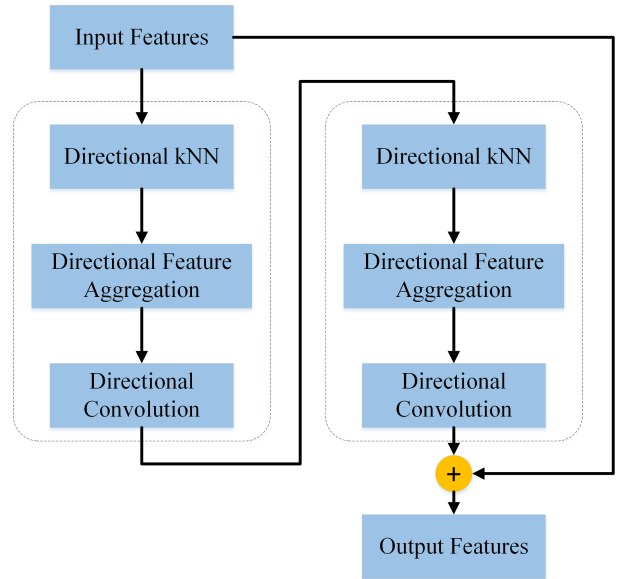 Input Features
Directional kNN
Directional Feature
Aggregation
Directional
Convolution
Directional kNN
Directional Feature
Aggregation
Directional
Convolution
+
Output Features